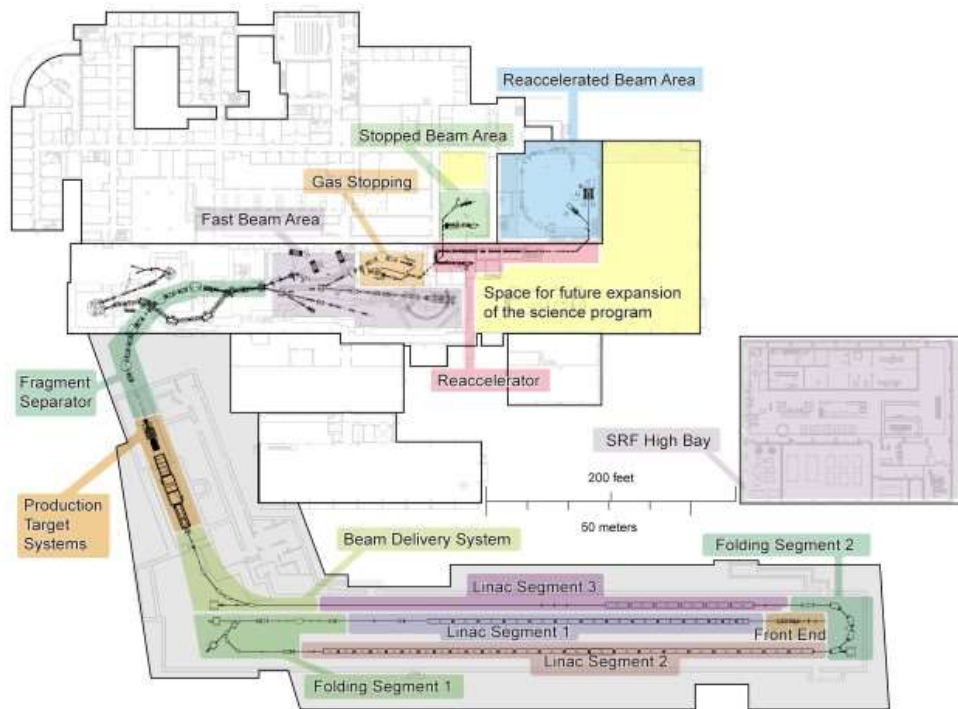 Reaccelerated Beam Area
Stopped Beam Area
Gas Stopping
Fast Beam Area
Space for future expansion
of the science program
Reaccelerator
Fragment
Separator
SRF High Bay
200 feet
50 meters
Production
Target
Systems
Beam Delivery System
Folding Segment 2
Linac Segment 3
Linac Segment 1
Front End
Linac Segment 2
Folding Segment 1